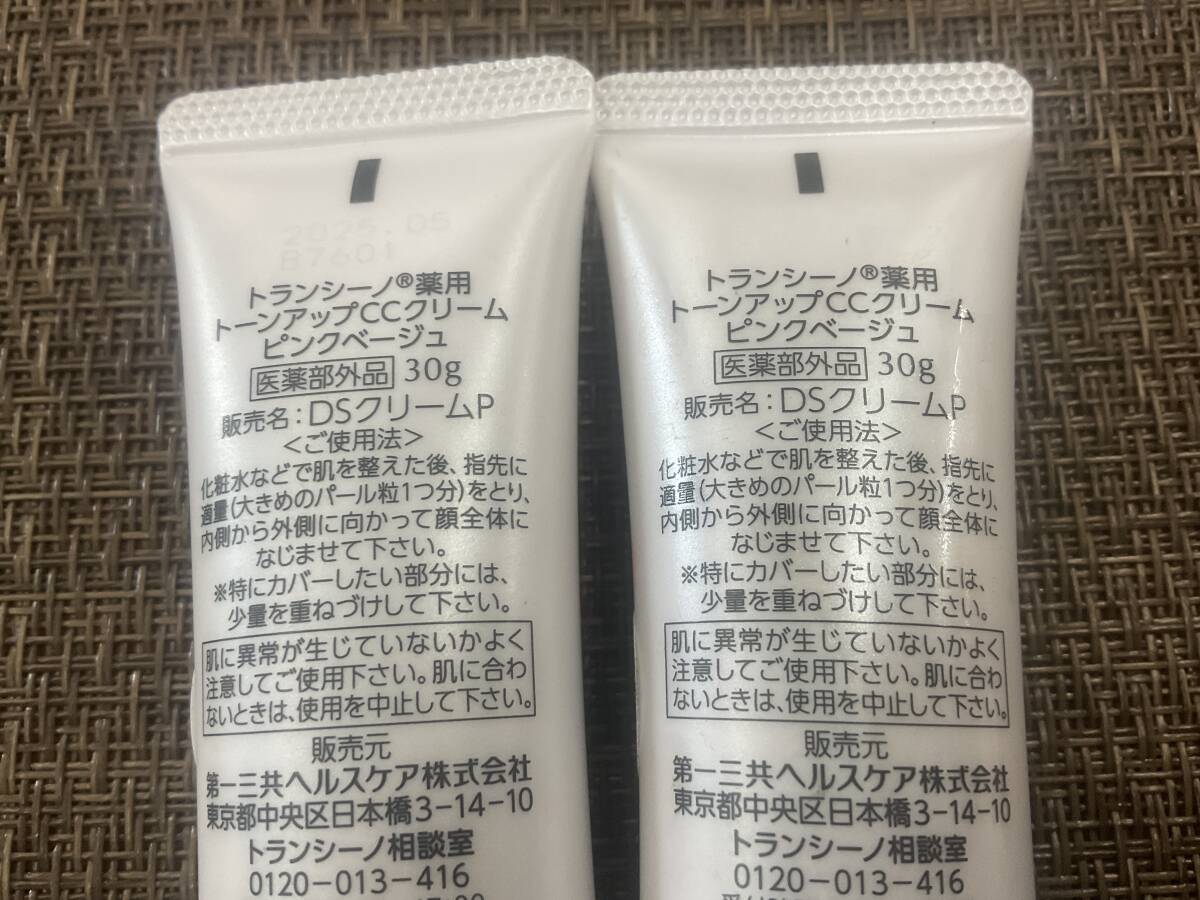 2025.05
B7601
トランシーノ®薬用
トーンアップCCクリーム
ピンクベージュ
医薬部外品 30g
販売名:DSクリームP
<ご使用法>
化粧水などで肌を整えた後、指先に
適量(大きめのパール粒1つ分)をとり、
内側から外側に向かって顔全体に
なじませて下さい。
※特にカバーしたい部分には、
少量を重ねづけして下さい。
肌に異常が生じていないかよく
注意してご使用下さい。肌に合わ
ないときは、使用を中止して下さい。
販売元
第一三共ヘルスケア株式会社
東京都中央区日本橋3-14-10
トランシーノ相談室
0120-013-416
トランシーノ®薬用
トーンアップCCクリーム
ピンクベージュ
医薬部外品 30g
販売名:DSクリームP
<ご使用法>
化粧水などで肌を整えた後、指先に
適量(大きめのパール粒1つ分)をとり、
内側から外側に向かって顔全体に
なじませて下さい。
※特にカバーしたい部分には、
少量を重ねづけして下さい。
肌に異常が生じていないかよく
注意してご使用下さい。肌に合わ
ないときは、使用を中止して下さい。
販売元
第一三共ヘルスケア株式会社
東京都中央区日本橋3-14-10
トランシーノ相談室
0120-013-416